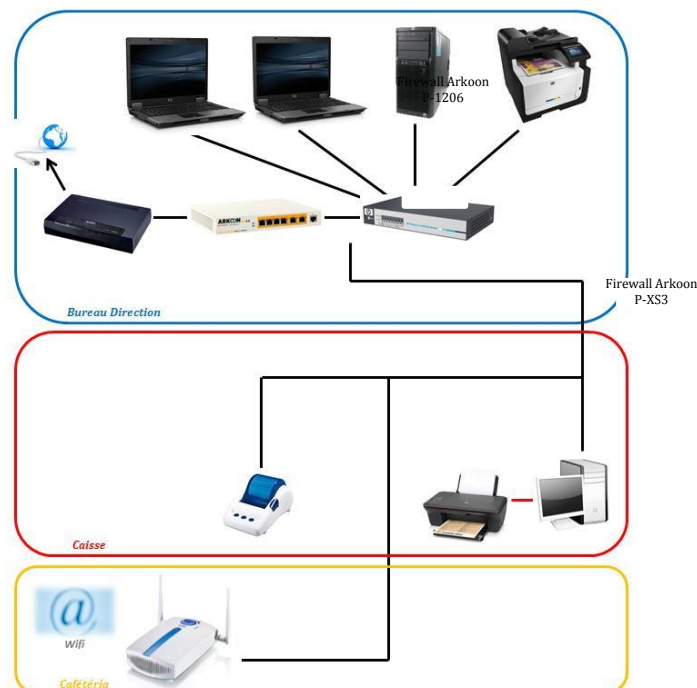 Firewall Arkoon
P-1206
ARKOON
Firewall Arkoon
P-XS3
Bureau Direction
Caisse
@
Wifi
Cafétéria